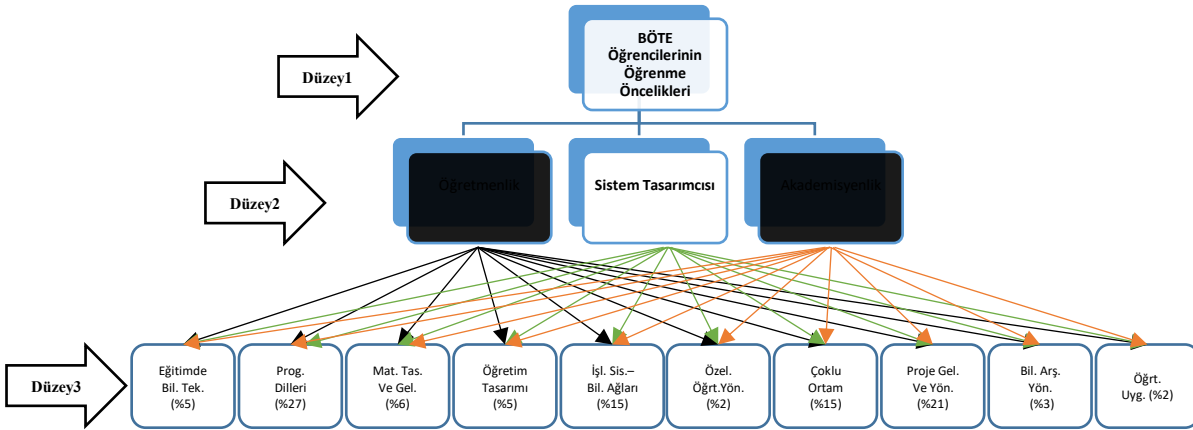 BÖTE
Öğrencilerinin
Öğrenme
Öncelikleri
Düzey1
Öğretmenlik
Sistem Tasarımcısı
Akademisyenlik
Düzey2
Düzey3
Eğitimde
Bil. Tek.
(%5)
Prog.
Dilleri
(%27)
Mat. Tas.
Ve Gel.
(%6)
Öğretim
Tasarımı
(%5)
İşl. Sis.–
Bil. Ağları
(%15)
Özel.
Öğrt.Yön.
(%2)
Çoklu
Ortam
(%15)
Proje Gel.
Ve Yön.
(%21)
Bil. Arş.
Yön.
(%3)
Öğrt.
Uyg. (%2)